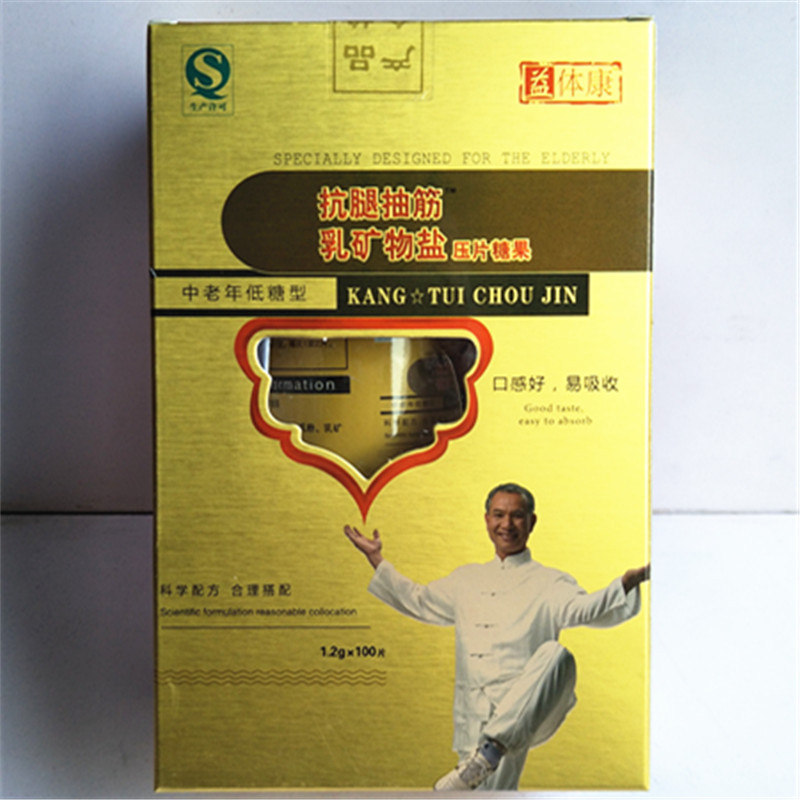 生产许可
益体康
SPECIALLY DESIGNED FOR THE ELDERLY
抗腿抽筋
乳矿物盐 压片糖果
中老年低糖型
KANG☆TUI CHOU JIN
口感好，易吸收
Good taste,
easy to absorb
科学配方 合理搭配
Scientific formulation reasonable collocation
1.2g×100片